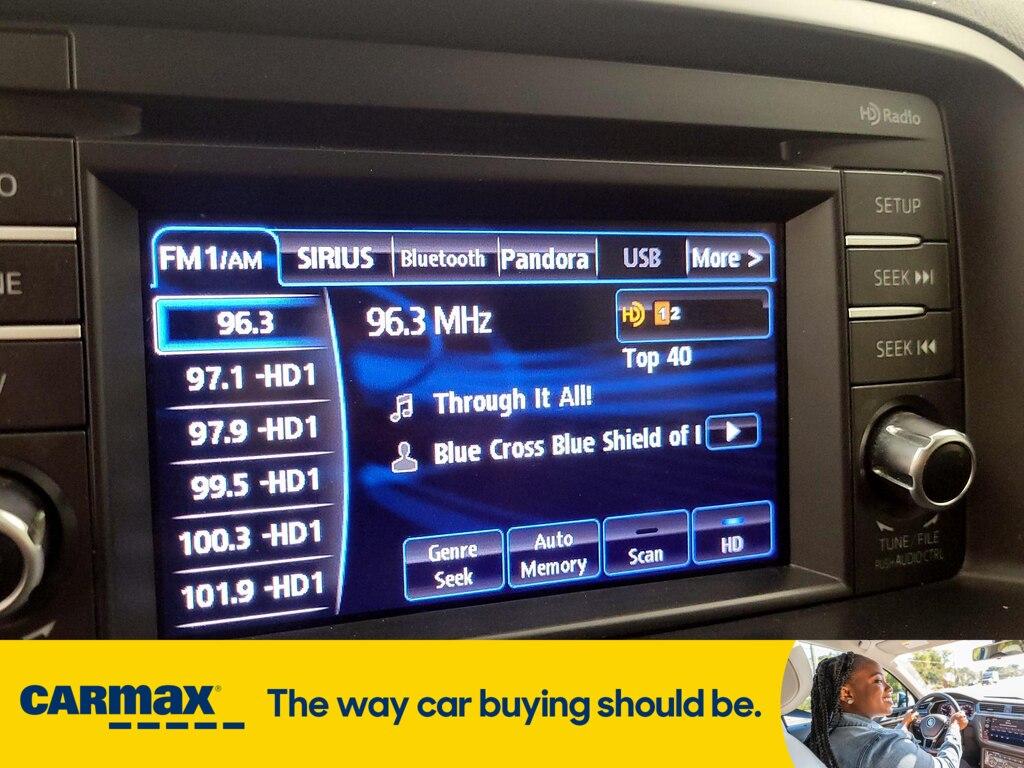 HD Radio
SETUP
SEEK
SEEK
TUNE/FILE
PUSH AUDIO CTRL
FM1/AM
SIRIUS
Bluetooth
Pandora
USB
More >
96.3
97.1 -HD1
97.9 -HD1
99.5 -HD1
100.3 -HD1
101.9 -HD1
96.3 MHz
HD 1 2
Top 40
Through It All!
Blue Cross Blue Shield of I
Genre
Seek
Auto
Memory
Scan
HD
CARMAX
The way car buying should be.